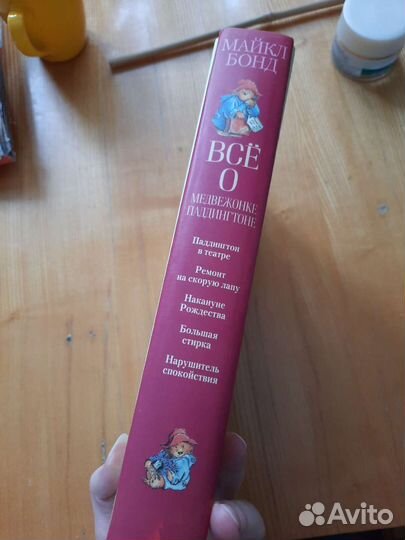 МАЙКЛ
БОНД
ВСЁ
О
МЕДВЕЖОНКЕ
ПАДДИНГТОНЕ
Паддингтон
в театре
Ремонт
на скорую лапу
Накануне
Рождества
Большая
стирка
Нарушитель
спокойствия
Avito